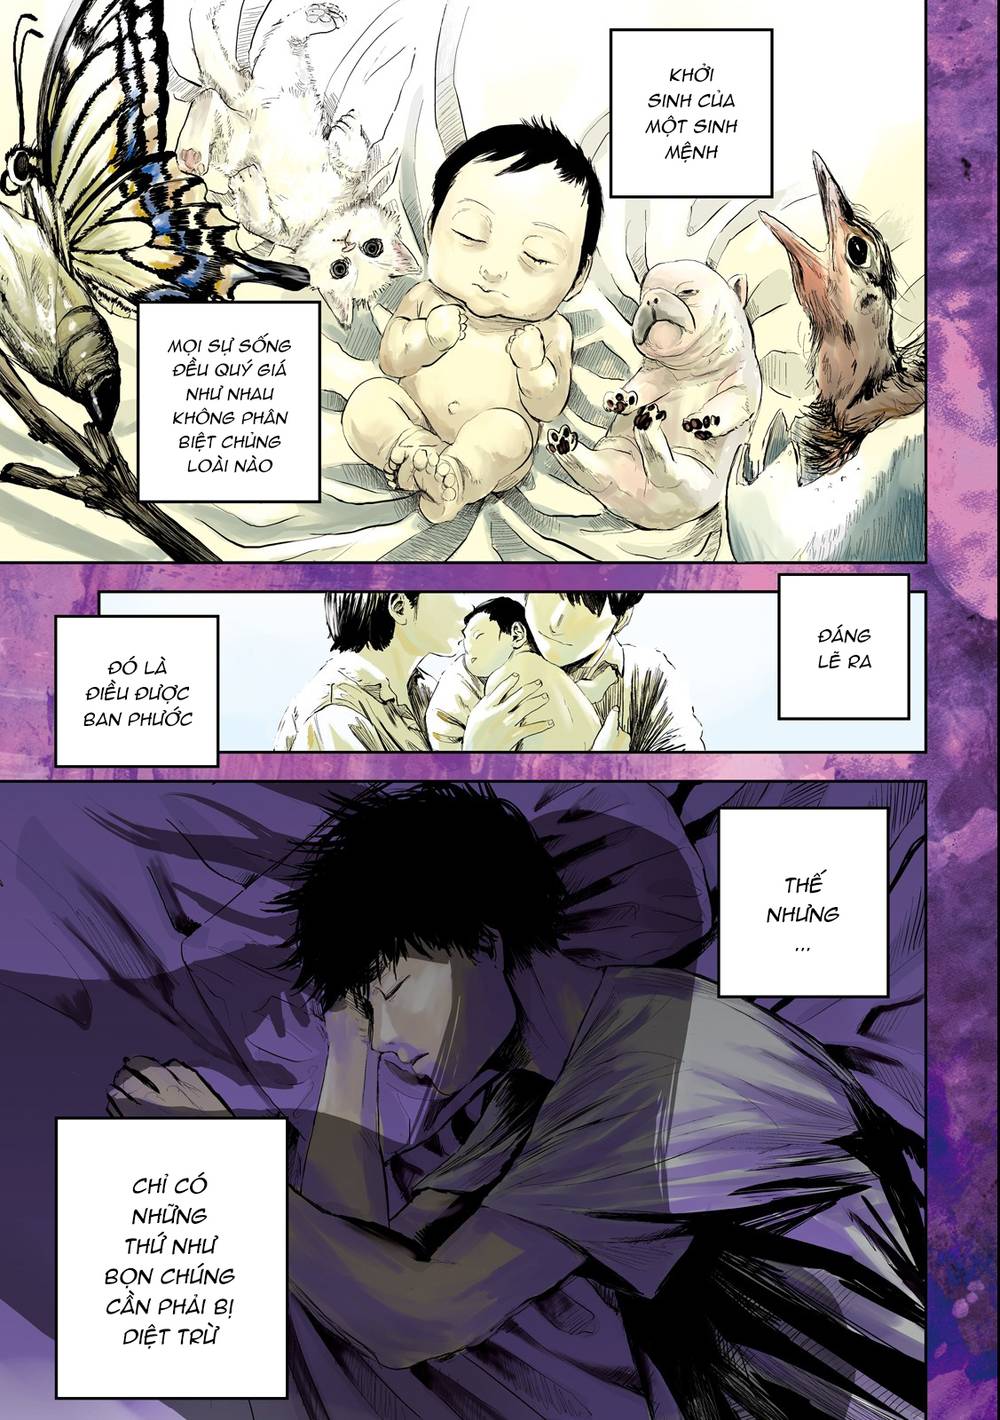 KHỞI
SINH CỦA
MỘT SINH
MỆNH
MỌI SỰ SỐNG
ĐỀU QUÝ GIÁ
NHƯ NHAU
KHÔNG PHÂN
BIỆT CHỦNG
LOÀI NÀO
ĐÁNG
LẼ RA
ĐÓ LÀ
ĐIỀU ĐƯỢC
BAN PHƯỚC
THẾ
NHƯNG
...
CHỈ CÓ
NHỮNG
THỨ NHƯ
BỌN CHÚNG
CẦN PHẢI BỊ
DIỆT TRỪ